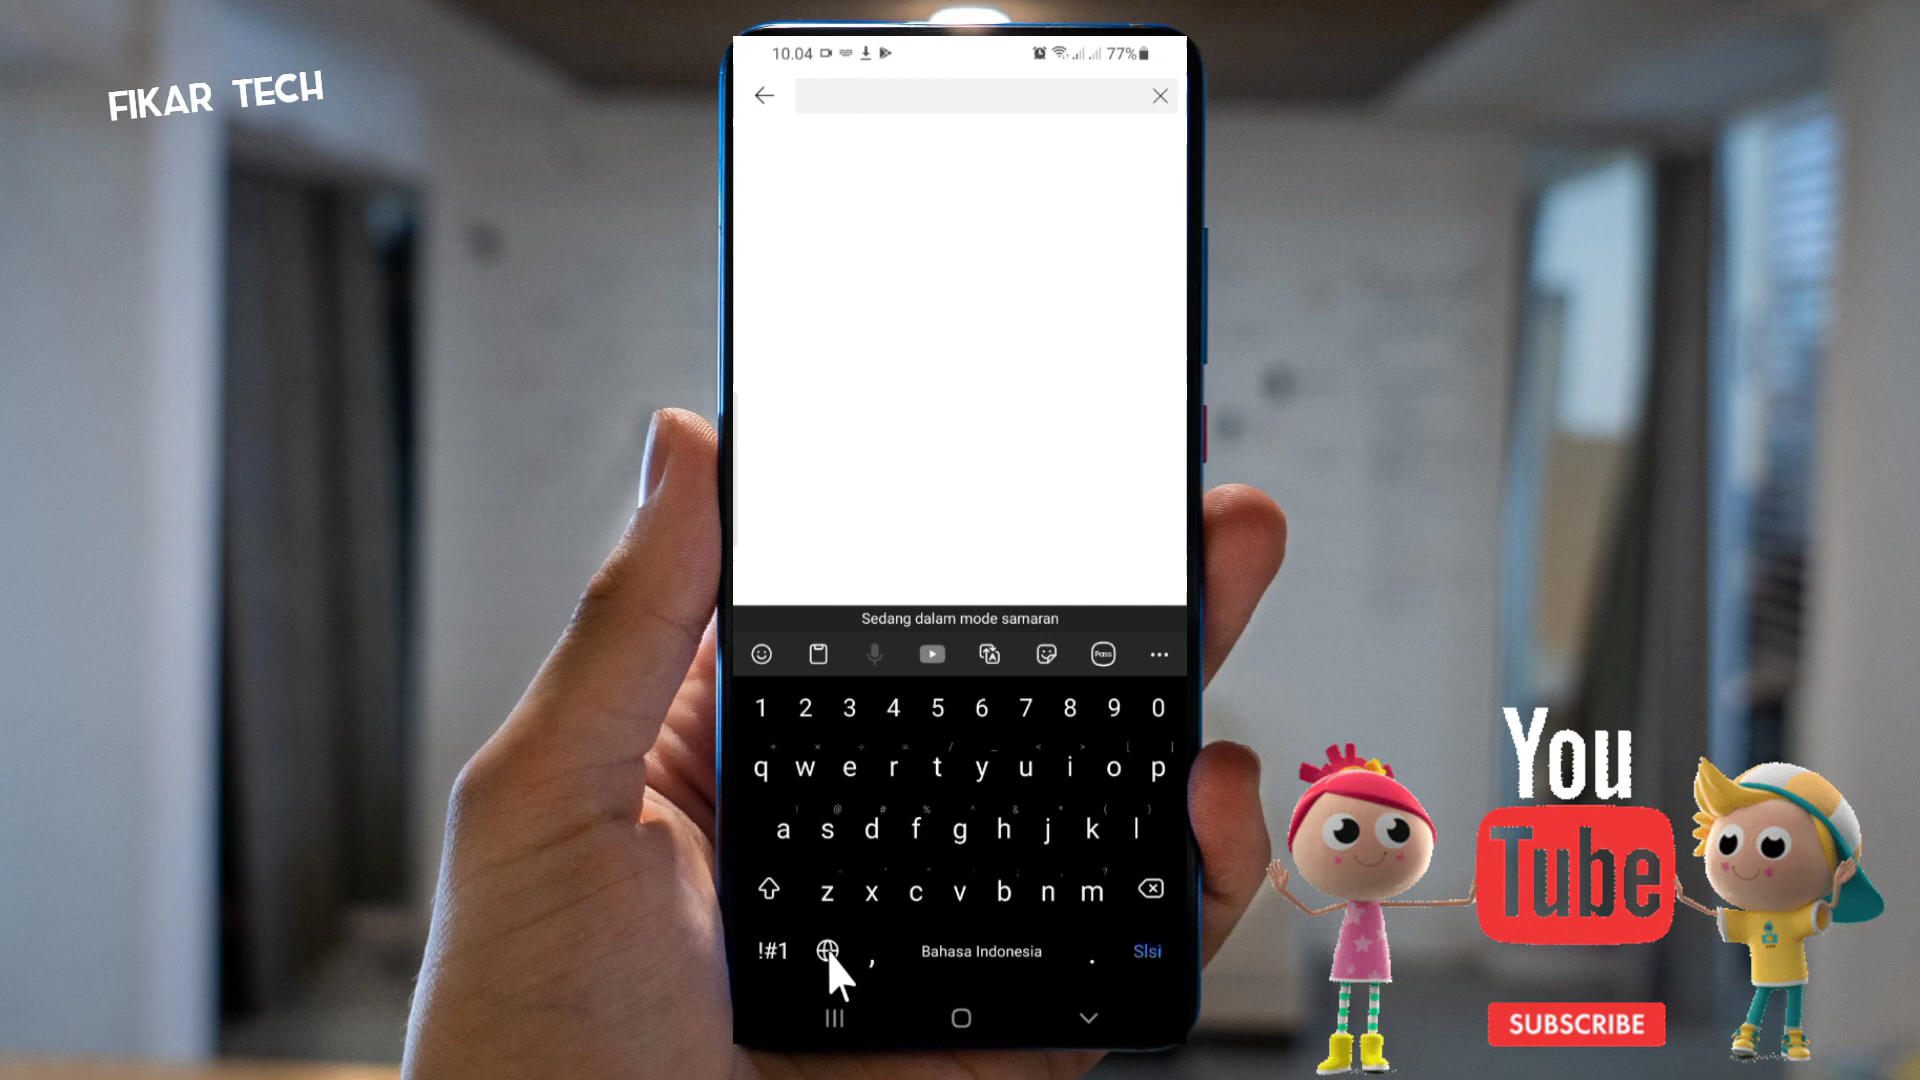 FIKAR TECH
10.04 77%
Sedang dalam mode samaran
Pass
1 2 3 4 5 6 7 8 9 0
q w e r t y u i o p
a s d f g h j k l
z x c v b n m
!#1 , Bahasa Indonesia . Slsi
You
Tube
SUBSCRIBE